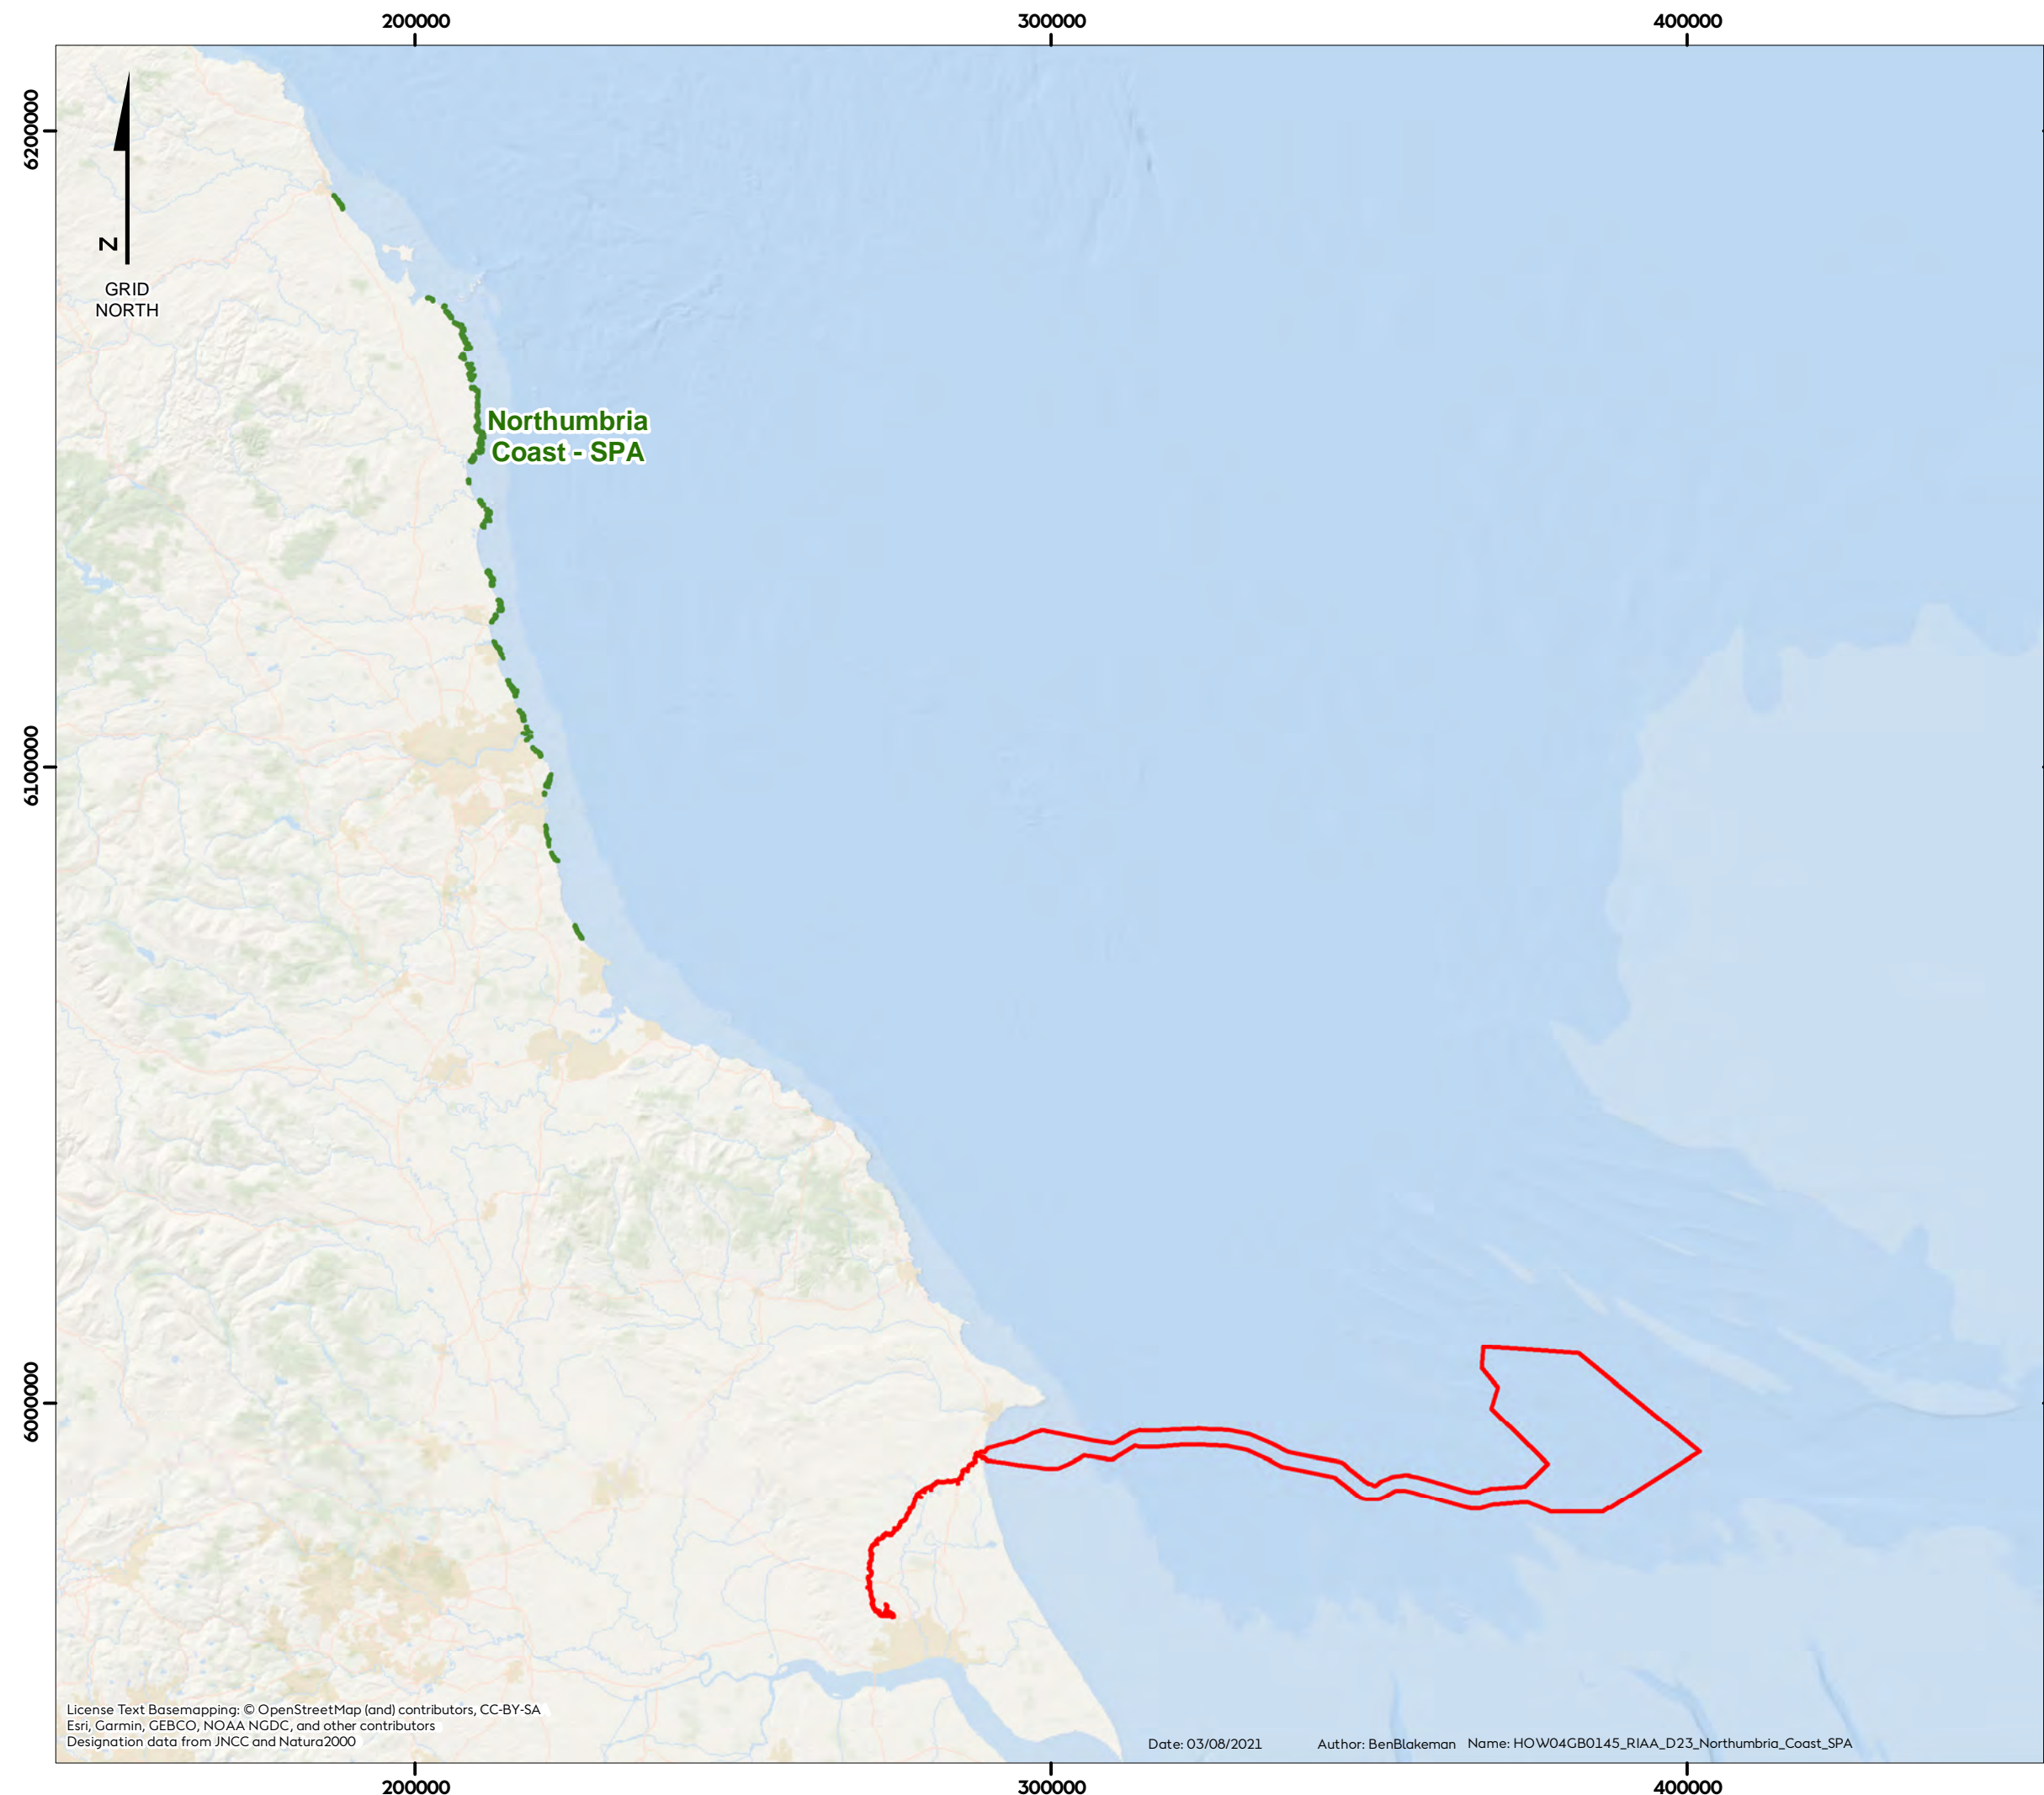 200000 300000 400000
6200000
N
GRID
NORTH
Northumbria
Coast - SPA
6100000
6000000
License Text Basemapping: © OpenStreetMap (and) contributors, CC-BY-SA
Esri, Garmin, GEBCO, NOAA NGDC, and other contributors
Designation data from JNCC and Natura2000
Date: 03/08/2021 Author: BenBlakeman Name: HOW04GB0145_RIAA_D23_Northumbria_Coast_SPA
200000 300000 400000